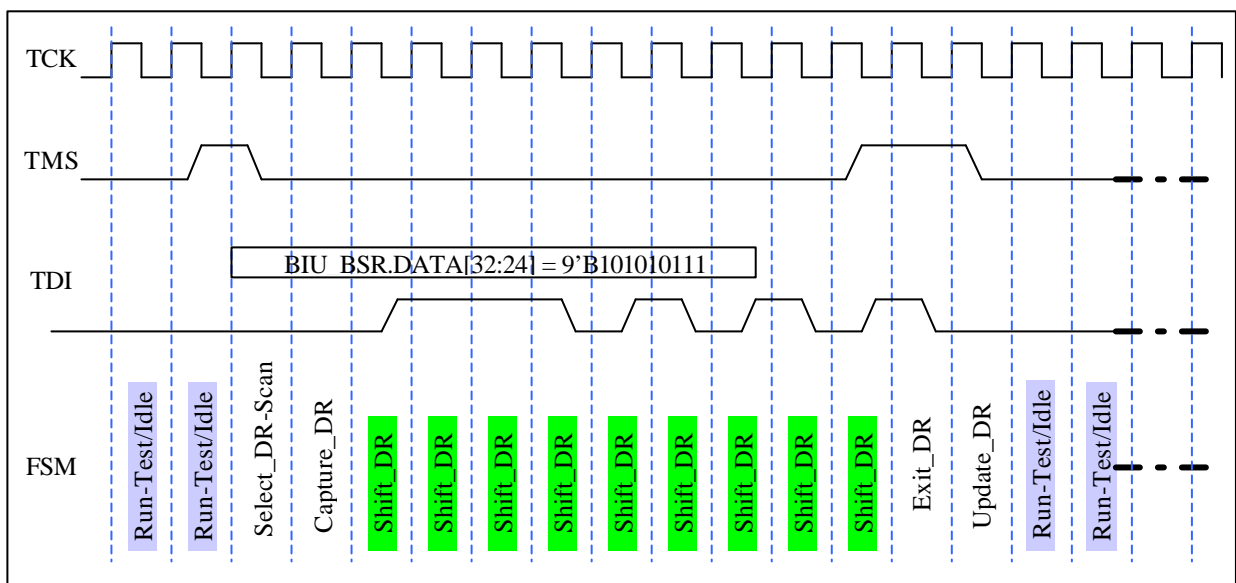 TCK
TMS
TDI
BIU_BSR.DATA[32:24] = 9’B101010111
FSM
Run-Test/Idle
Run-Test/Idle
Select_DR-Scan
Capture_DR
Shift_DR
Shift_DR
Shift_DR
Shift_DR
Shift_DR
Shift_DR
Shift_DR
Shift_DR
Shift_DR
Exit_DR
Update_DR
Run-Test/Idle
Run-Test/Idle